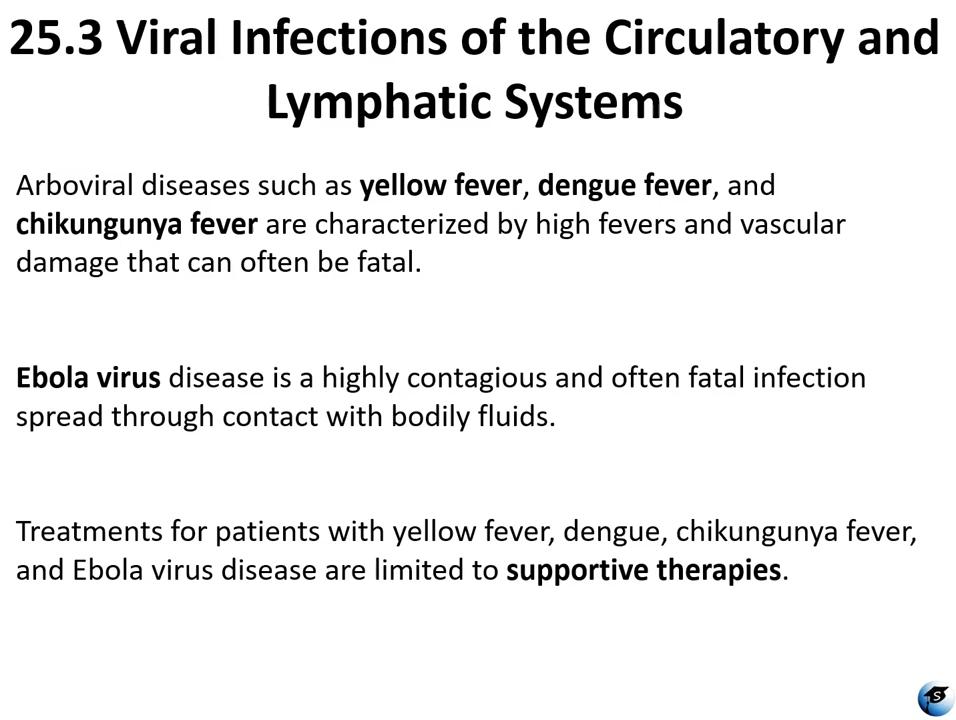 25.3 Viral Infections of the Circulatory and
Lymphatic Systems
Arboviral diseases such as yellow fever, dengue fever, and
chikungunya fever are characterized by high fevers and vascular
damage that can often be fatal.
Ebola virus disease is a highly contagious and often fatal infection
spread through contact with bodily fluids.
Treatments for patients with yellow fever, dengue, chikungunya fever,
and Ebola virus disease are limited to supportive therapies.
S